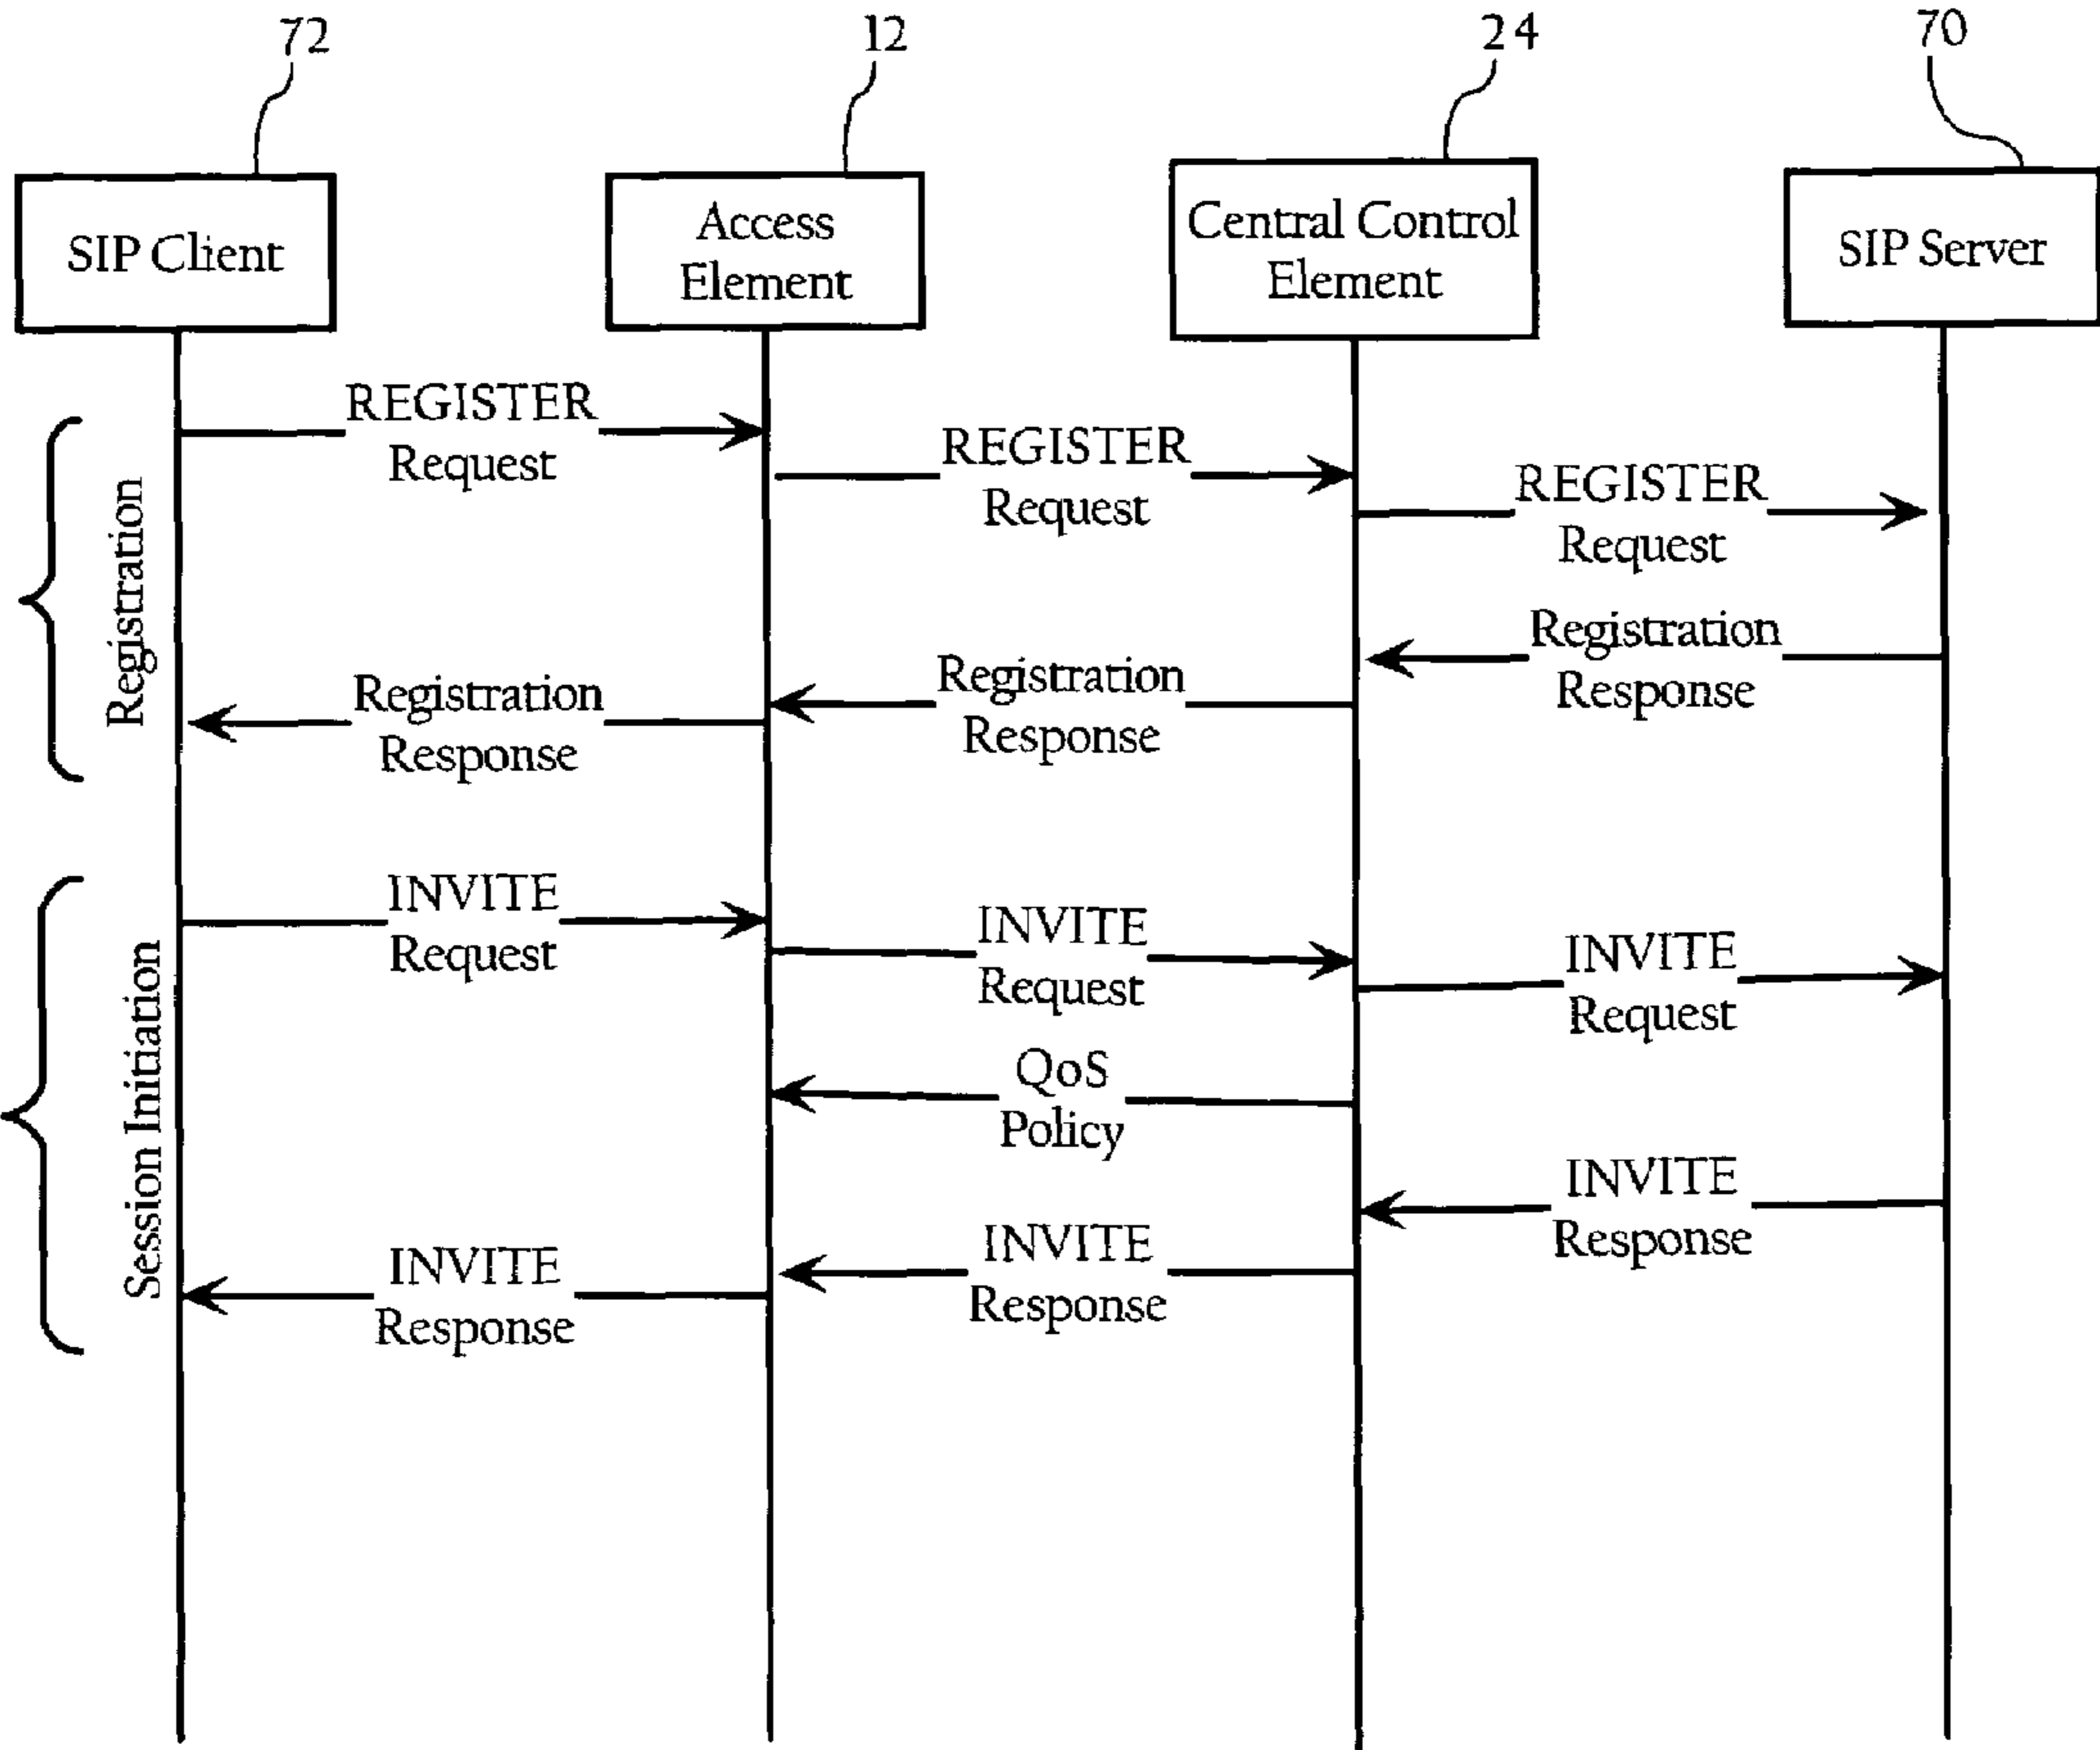 72
12
24
70
SIP Client
Access
Element
Central Control
Element
SIP Server
Registration
REGISTER
Request
REGISTER
Request
REGISTER
Request
Registration
Response
Registration
Response
Registration
Response
Session Initiation
INVITE
Request
INVITE
Request
INVITE
Request
QoS
Policy
INVITE
Response
INVITE
Response
INVITE
Response